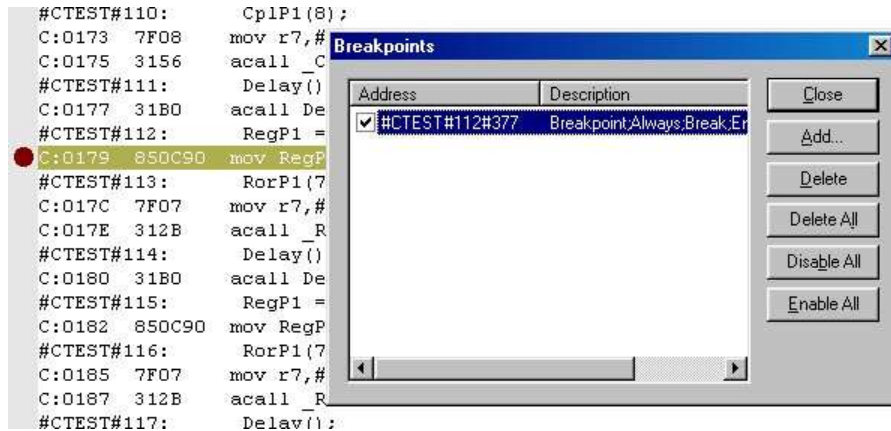 #CTEST#110: CplP1(8);
C:0173 7F08 mov r7,#
C:0175 3156 acall _C
#CTEST#111: Delay()
C:0177 31B0 acall De
#CTEST#112: RegP1 =
C:0179 850C90 mov RegP
#CTEST#113: RorP1(7
C:017C 7F07 mov r7,#
C:017E 312B acall _R
#CTEST#114: Delay()
C:0180 31B0 acall De
#CTEST#115: RegP1 =
C:0182 850C90 mov RegP
#CTEST#116: RorP1(7
C:0185 7F07 mov r7,#
C:0187 312B acall _R
#CTEST#117: Delay();
Breakpoints
Address Description
#CTEST#112#377 Breakpoint;Always;Break;Er
Close
Add...
Delete
Delete All
Disable All
Enable All